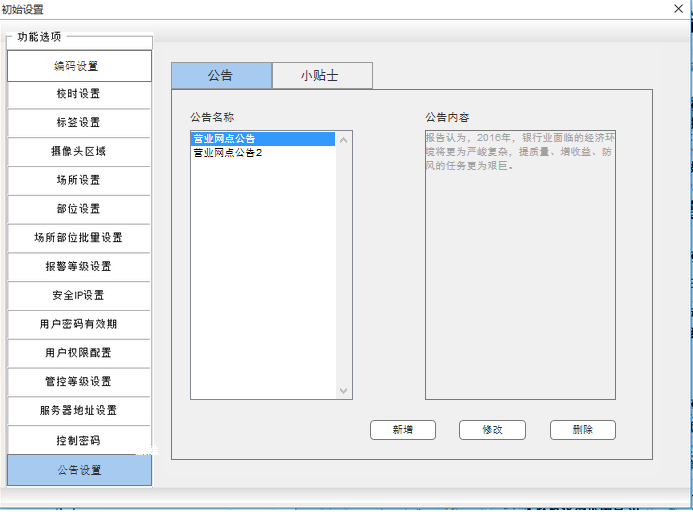 初始设置
功能选项
编码设置
校时设置
标签设置
摄像头区域
场所设置
部位设置
场所部位批量设置
报警等级设置
安全IP设置
用户密码有效期
用户权限配置
管控等级设置
服务器地址设置
控制密码
公告设置
公告
小贴士
公告名称
营业网点公告
营业网点公告2
公告内容
报告认为，2016年，银行业面临的经济环
境将更为严峻复杂，提质量、增收益、防
风的任务更为艰巨。
新增
修改
删除